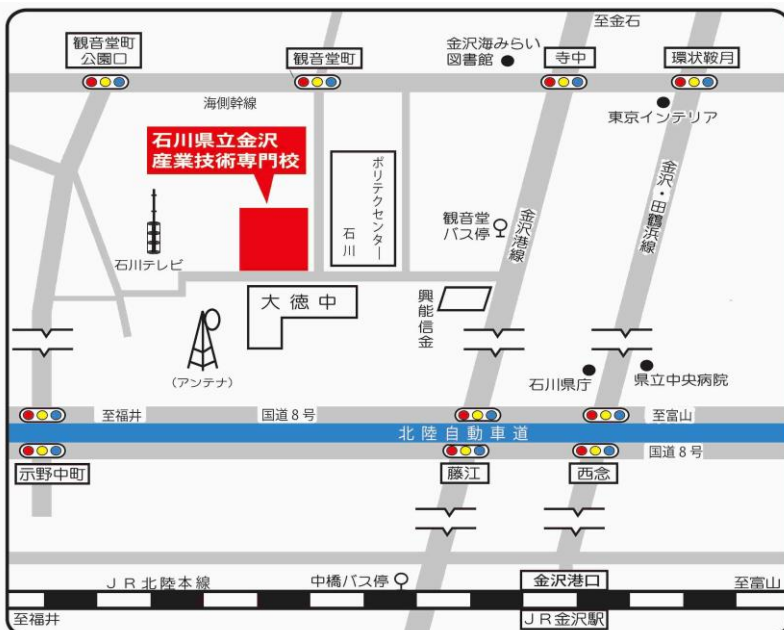 至金石
観音堂町
公園口
観音堂町
金沢海みらい
図書館
寺中
環状鞍月
海側幹線
東京インテリア
石川県立金沢
産業技術専門校
ポリテクセンター
石川
金沢・田鶴浜線
金沢港線
観音堂
バス停
石川テレビ
大徳中
興能信金
(アンテナ)
石川県庁
県立中央病院
至福井
国道8号
至富山
北陸自動車道
国道8号
示野中町
藤江
西念
JR北陸本線
中橋バス停
金沢港口
至富山
至福井
JR金沢駅